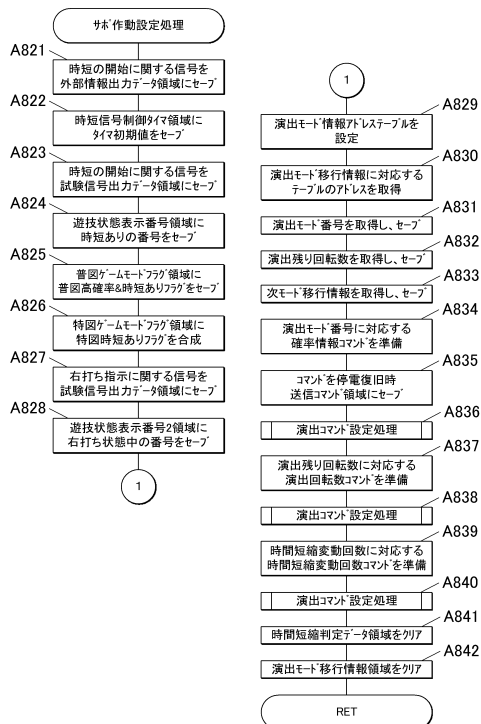 サポ作動設定処理
A821
時短の開始に関する信号を
外部情報出力データ領域にセーブ
A822
時短信号制御タイマ領域に
タイマ初期値をセーブ
A823
時短の開始に関する信号を
試験信号出力データ領域にセーブ
A824
遊技状態表示番号領域に
時短ありの番号をセーブ
A825
普図ゲームモードフラグ領域に
普図高確率&時短ありフラグをセーブ
A826
特図ゲームモードフラグ領域に
特図時短ありフラグを合成
A827
右打ち指示に関する信号を
試験信号出力データ領域にセーブ
A828
遊技状態表示番号2領域に
右打ち状態中の番号をセーブ
1
1
A829
演出モード情報アドレステーブルを
設定
A830
演出モード移行情報に対応する
テーブルのアドレスを取得
A831
演出モード番号を取得し、セーブ
A832
演出残り回転数を取得し、セーブ
A833
次モード移行情報を取得し、セーブ
A834
演出モード番号に対応する
確率情報コマンドを準備
A835
コマンドを停電復旧時
送信コマンド領域にセーブ
A836
演出コマンド設定処理
A837
演出残り回転数に対応する
演出回転数コマンドを準備
A838
演出コマンド設定処理
A839
時間短縮変動回数に対応する
時間短縮変動回数コマンドを準備
A840
演出コマンド設定処理
A841
時間短縮判定データ領域をクリア
A842
演出モード移行情報領域をクリア
RET